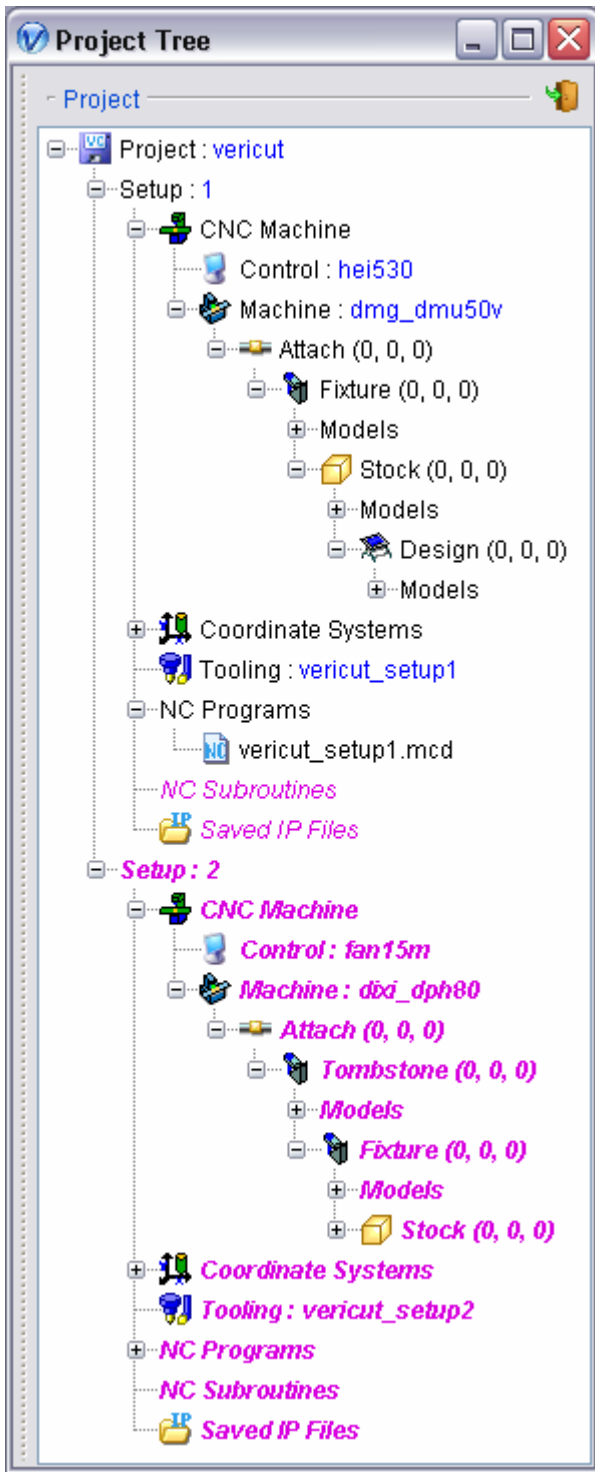 Project Tree
Project
Project : vericut
Setup : 1
CNC Machine
Control : hei530
Machine : dmg_dmu50v
Attach (0, 0, 0)
Fixture (0, 0, 0)
Models
Stock (0, 0, 0)
Models
Design (0, 0, 0)
Models
Coordinate Systems
Tooling : vericut_setup1
NC Programs
vericut_setup1.mcd
NC Subroutines
Saved IP Files
Setup : 2
CNC Machine
Control : fan15m
Machine : dixi_dph80
Attach (0, 0, 0)
Tombstone (0, 0, 0)
Models
Fixture (0, 0, 0)
Models
Stock (0, 0, 0)
Coordinate Systems
Tooling : vericut_setup2
NC Programs
NC Subroutines
Saved IP Files